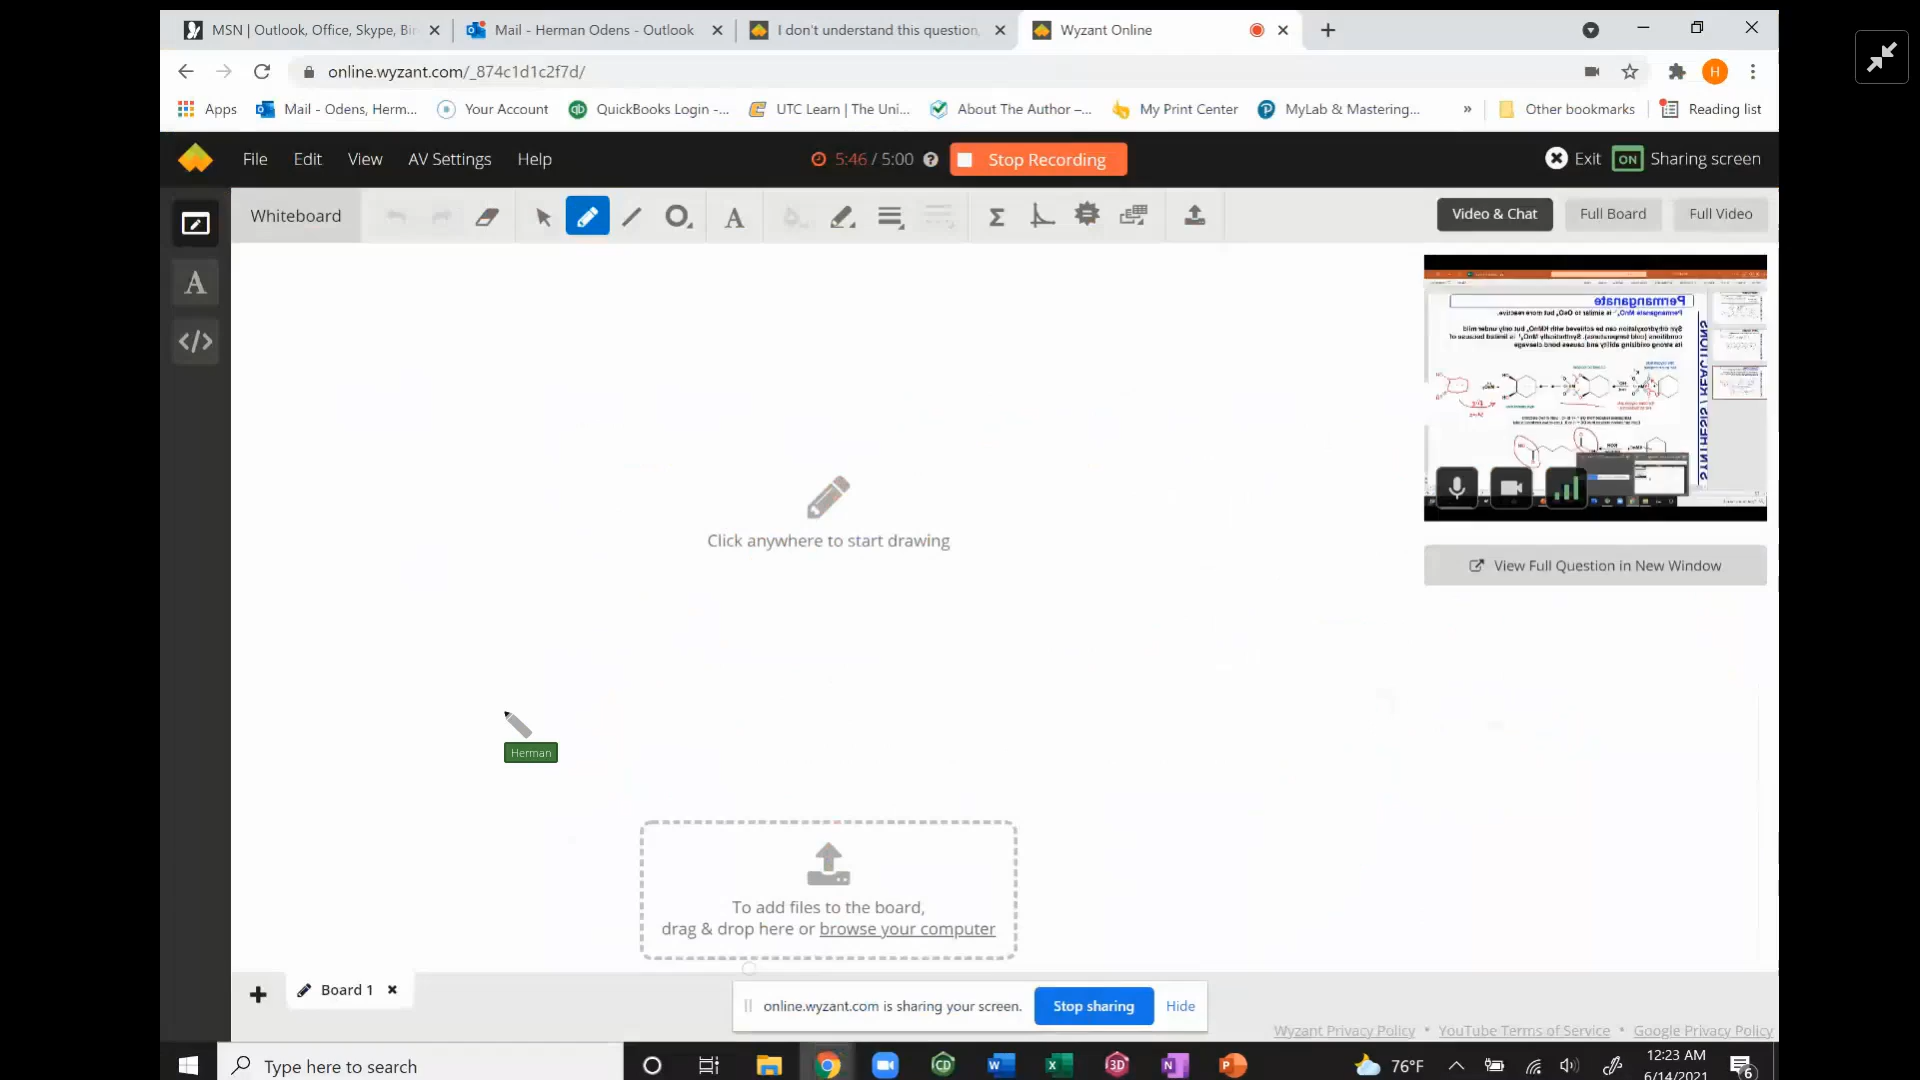 MSN | Outlook, Office, Skype, Bin
Mail - Herman Odens - Outlook
I don't understand this question,
Wyzant Online
online.wyzant.com/_874c1d1c2f7d/
H
Apps
Mail - Odens, Herm...
Your Account
QuickBooks Login -...
UTC Learn | The Uni...
About The Author –...
My Print Center
MyLab & Mastering...
»
Other bookmarks
Reading list
File
Edit
View
AV Settings
Help
5:46 / 5:00
Stop Recording
Exit
ON
Sharing screen
Whiteboard
Video & Chat
Full Board
Full Video
Permanganate
SYNTHESIS / REACTIONS
Click anywhere to start drawing
View Full Question in New Window
Herman
To add files to the board,
drag & drop here or browse your computer
Board 1
online.wyzant.com is sharing your screen.
Stop sharing
Hide
Wyzant Privacy Policy • YouTube Terms of Service • Google Privacy Policy
Type here to search
76°F
12:23 AM
6/14/2021
6